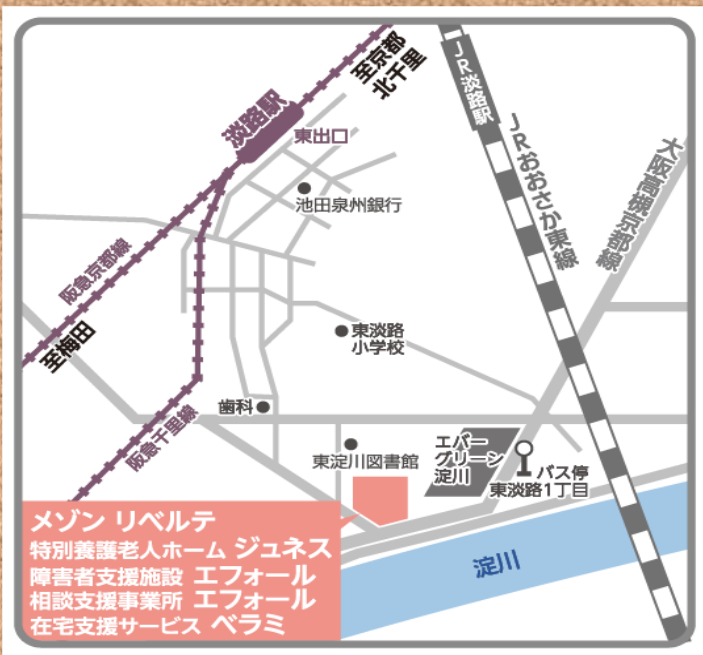 至京都
北千里
淡路駅
東出口
JR淡路駅
JRおおさか東線
大阪高槻京都線
池田泉州銀行
阪急京都線
至梅田
東淡路
小学校
歯科
阪急千里線
東淀川図書館
エバー
グリーン
淀川
バス停
東淡路1丁目
淀川
メゾン リベルテ
特別養護老人ホーム ジュネス
障害者支援施設 エフォール
相談支援事業所 エフォール
在宅支援サービス ベラミ